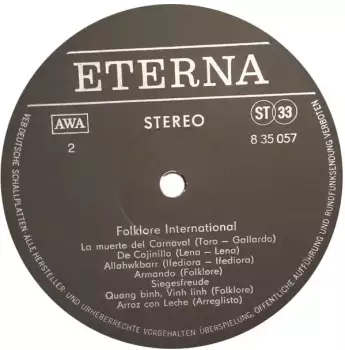 ETERNA
AWA
STEREO
ST 33
2
8 35 057
Folklore International
La muerte del Carnaval (Toro – Gallardo)
De Cojinillo (Lena – Lena)
Allahwkbarr (Ifediora – Ifediora)
Armando (Folklore)
Siegesfreude
Quang binh, Vinh linh (Folklore)
Arroz con Leche (Arreglista)
VEB DEUTSCHE SCHALLPLATTEN · ALLE HERSTELLER- UND URHEBERRECHTE VORBEHALTEN ÜBERSPIELUNG, ÖFFENTLICHE AUFFÜHRUNG UND RUNDFUNKSENDUNG VERBOTEN